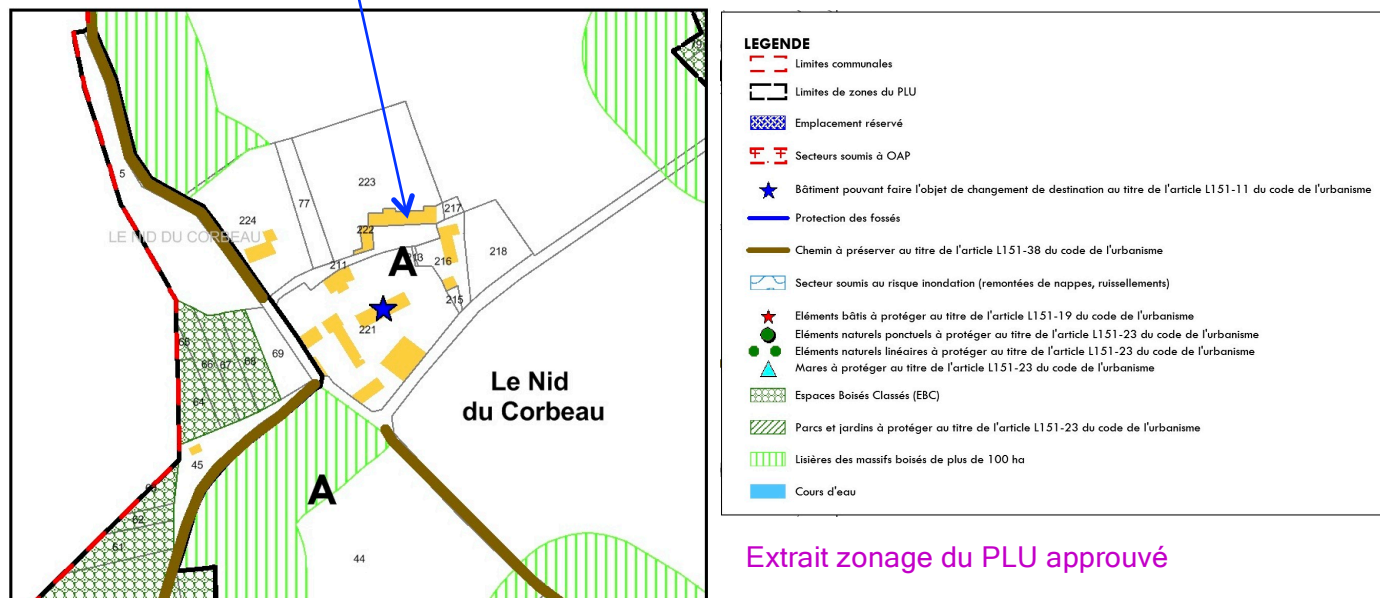 5
223
77
224
217
222
LE NID DU CORBEAU
218
213
A
216
211
215
221
69
68
66
67
68
64
Le Nid
du Corbeau
45
A
62
61
44
LEGENDE
Limites communales
Limites de zones du PLU
Emplacement réservé
Secteurs soumis à OAP
Bâtiment pouvant faire l'objet de changement de destination au titre de l'article L151-11 du code de l'urbanisme
Protection des fossés
Chemin à préserver au titre de l'article L151-38 du code de l'urbanisme
Secteur soumis au risque inondation (remontées de nappes, ruissellements)
Eléments bâtis à protéger au titre de l'article L151-19 du code de l'urbanisme
Eléments naturels ponctuels à protéger au titre de l'article L151-23 du code de l'urbanisme
Eléments naturels linéaires à protéger au titre de l'article L151-23 du code de l'urbanisme
Mares à protéger au titre de l'article L151-23 du code de l'urbanisme
Espaces Boisés Classés (EBC)
Parcs et jardins à protéger au titre de l'article L151-23 du code de l'urbanisme
Lisières des massifs boisés de plus de 100 ha
Cours d'eau
Extrait zonage du PLU approuvé